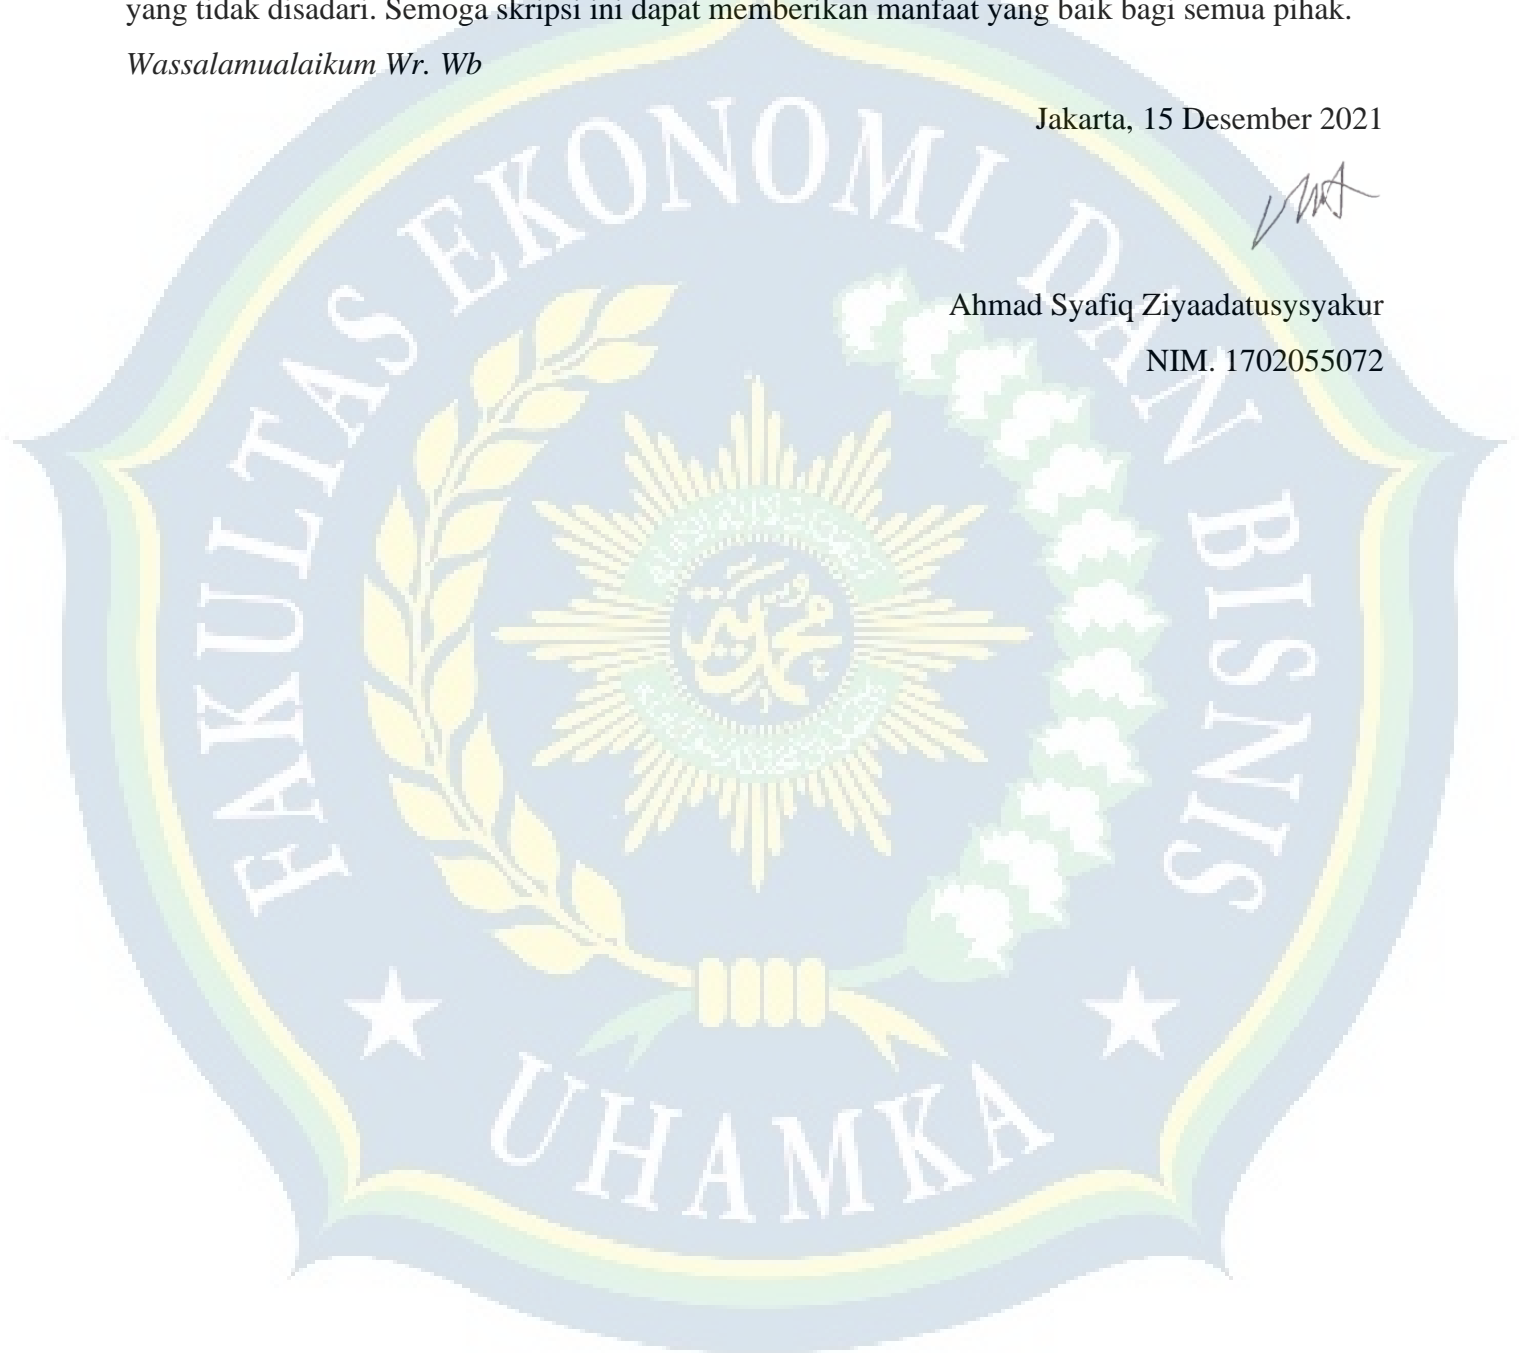 yang tidak disadari. Semoga skripsi ini dapat memberikan manfaat yang baik bagi semua pihak.
Wassalamualaikum Wr. Wb
Jakarta, 15 Desember 2021
Ahmad Syafiq Ziyaadatusysyakur
NIM. 1702055072
FAKULTAS EKONOMI DAN BISNIS
UHAMKA